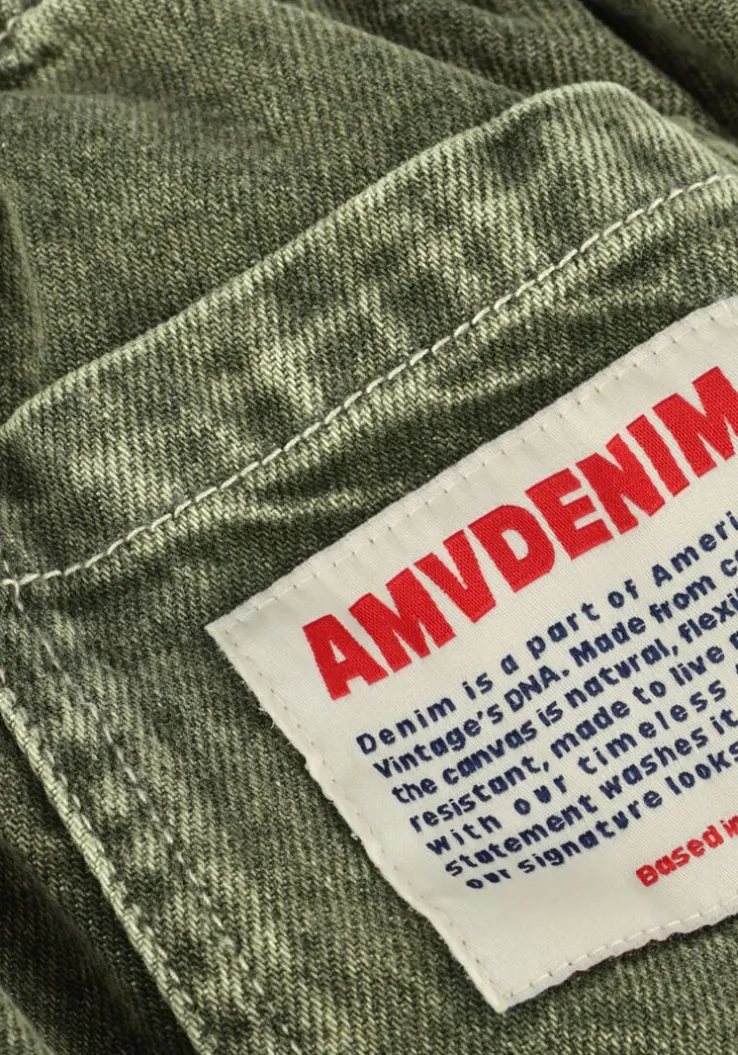 AMVDENIM
Denim is a part of Ameri
Vintage's DNA. Made from
the canvas is natural, flexi
resistant, made to live
with our timeless
Statement washes it
our signature looks
Based in